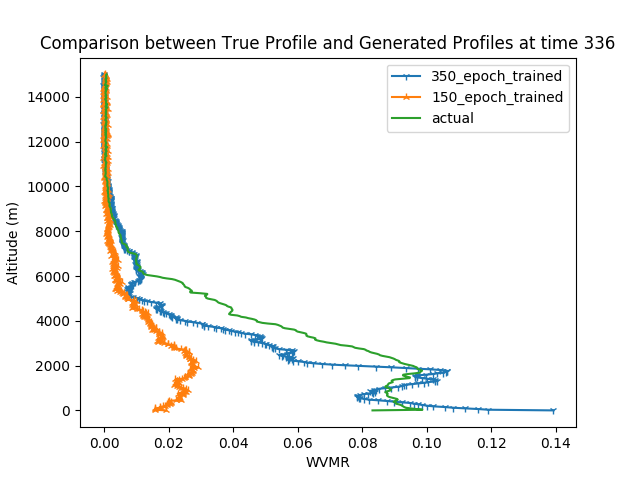 Comparison between True Profile and Generated Profiles at time 336
350_epoch_trained
150_epoch_trained
actual
Altitude (m)
14000
12000
10000
8000
6000
4000
2000
0
0.00 0.02 0.04 0.06 0.08 0.10 0.12 0.14
WVMR